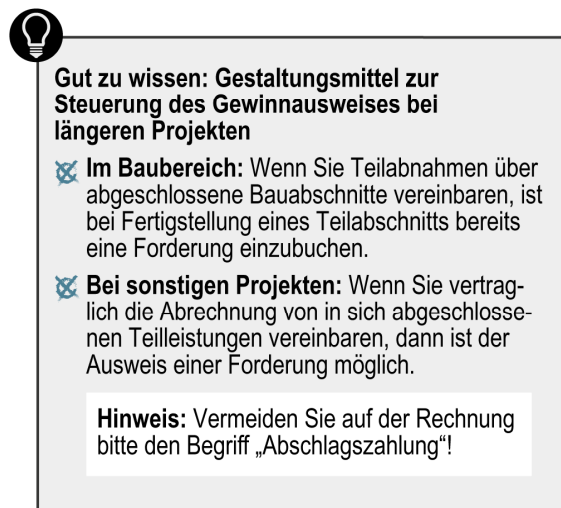 Gut zu wissen: Gestaltungsmittel zur
Steuerung des Gewinnausweises bei
längeren Projekten
Im Baubereich: Wenn Sie Teilabnahmen über
abgeschlossene Bauabschnitte vereinbaren, ist
bei Fertigstellung eines Teilabschnitts bereits
eine Forderung einzubuchen.
Bei sonstigen Projekten: Wenn Sie vertrag-
lich die Abrechnung von in sich abgeschlosse-
nen Teilleistungen vereinbaren, dann ist der
Ausweis einer Forderung möglich.
Hinweis: Vermeiden Sie auf der Rechnung
bitte den Begriff „Abschlagszahlung“!